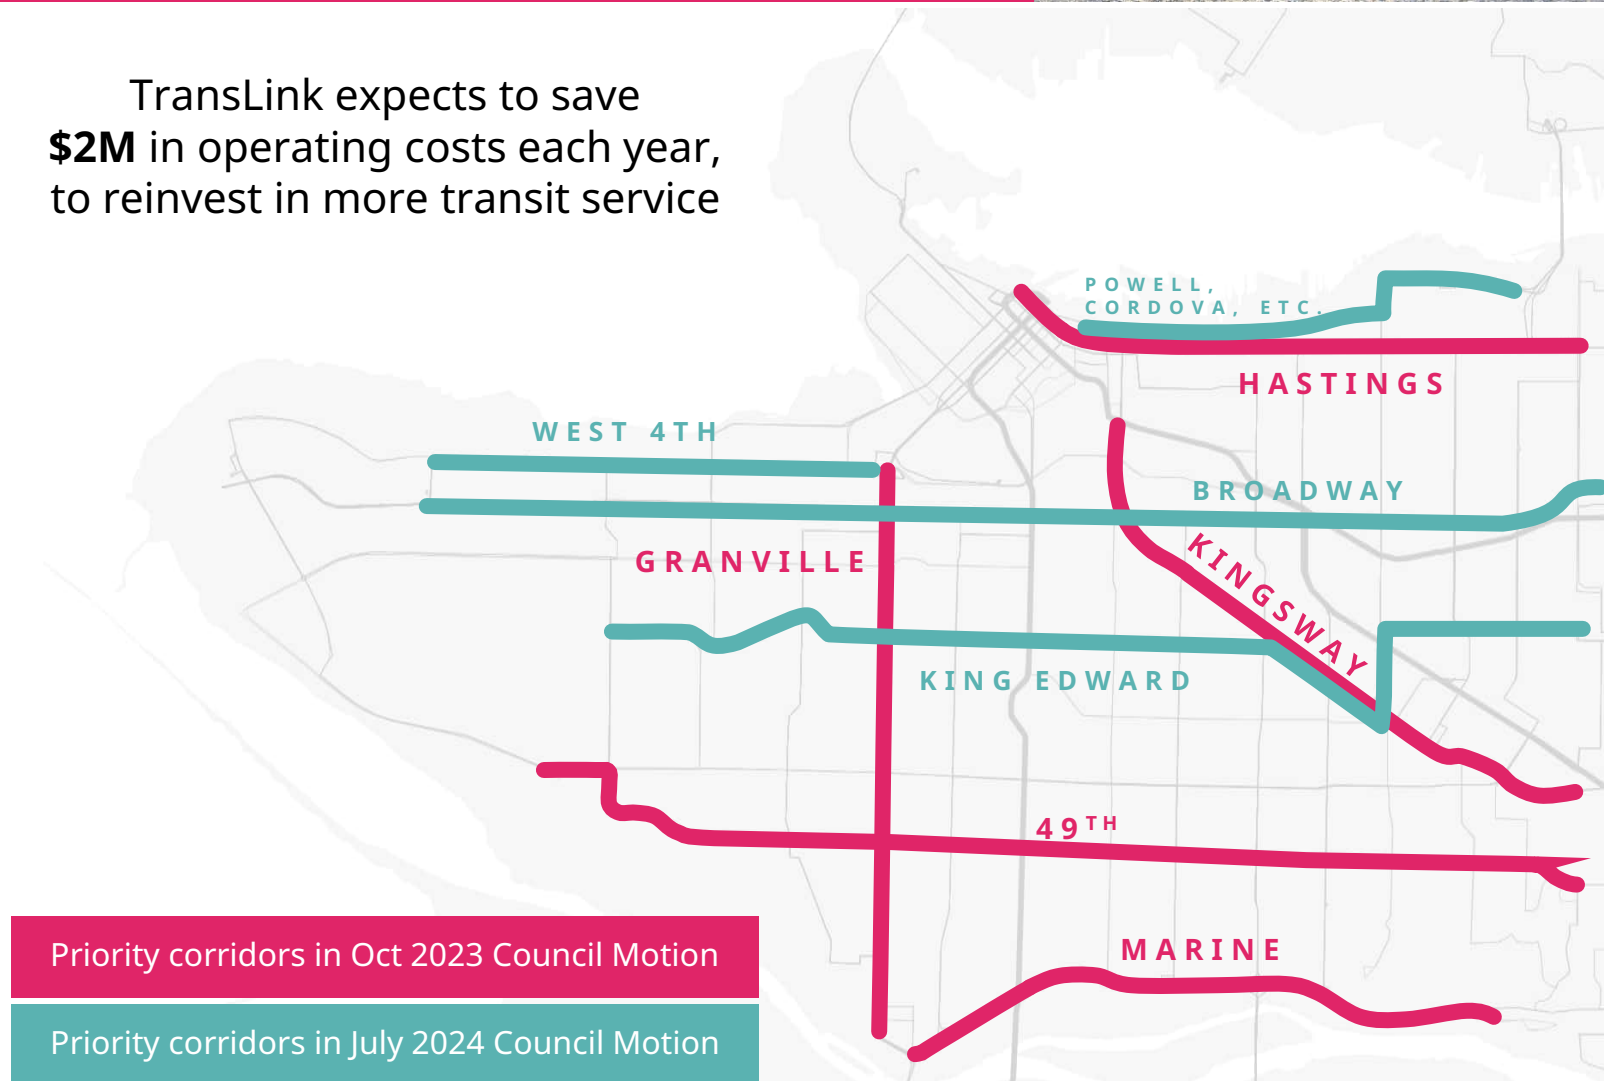 TransLink expects to save
$2M in operating costs each year,
to reinvest in more transit service
POWELL,
CORDOVA, ETC.
HASTINGS
WEST 4TH
BROADWAY
GRANVILLE
KINGSWAY
KING EDWARD
49TH
MARINE
Priority corridors in Oct 2023 Council Motion
Priority corridors in July 2024 Council Motion